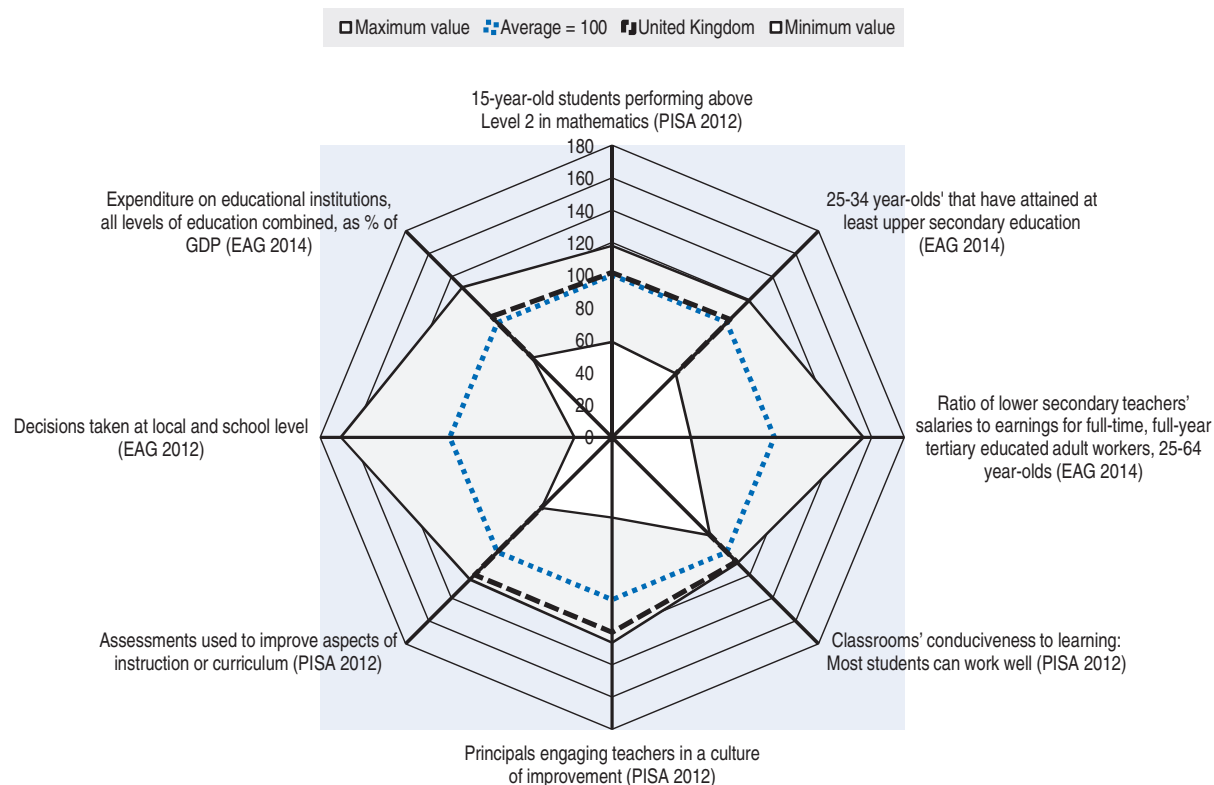 Maximum value Average = 100 United Kingdom Minimum value
15-year-old students performing above
Level 2 in mathematics (PISA 2012)
180
160
140
120
100
80
60
40
20
0
25-34 year-olds' that have attained at
least upper secondary education
(EAG 2014)
Ratio of lower secondary teachers’
salaries to earnings for full-time, full-year
tertiary educated adult workers, 25-64
year-olds (EAG 2014)
Classrooms’ conduciveness to learning:
Most students can work well (PISA 2012)
Principals engaging teachers in a culture
of improvement (PISA 2012)
Assessments used to improve aspects of
instruction or curriculum (PISA 2012)
Decisions taken at local and school level
(EAG 2012)
Expenditure on educational institutions,
all levels of education combined, as % of
GDP (EAG 2014)